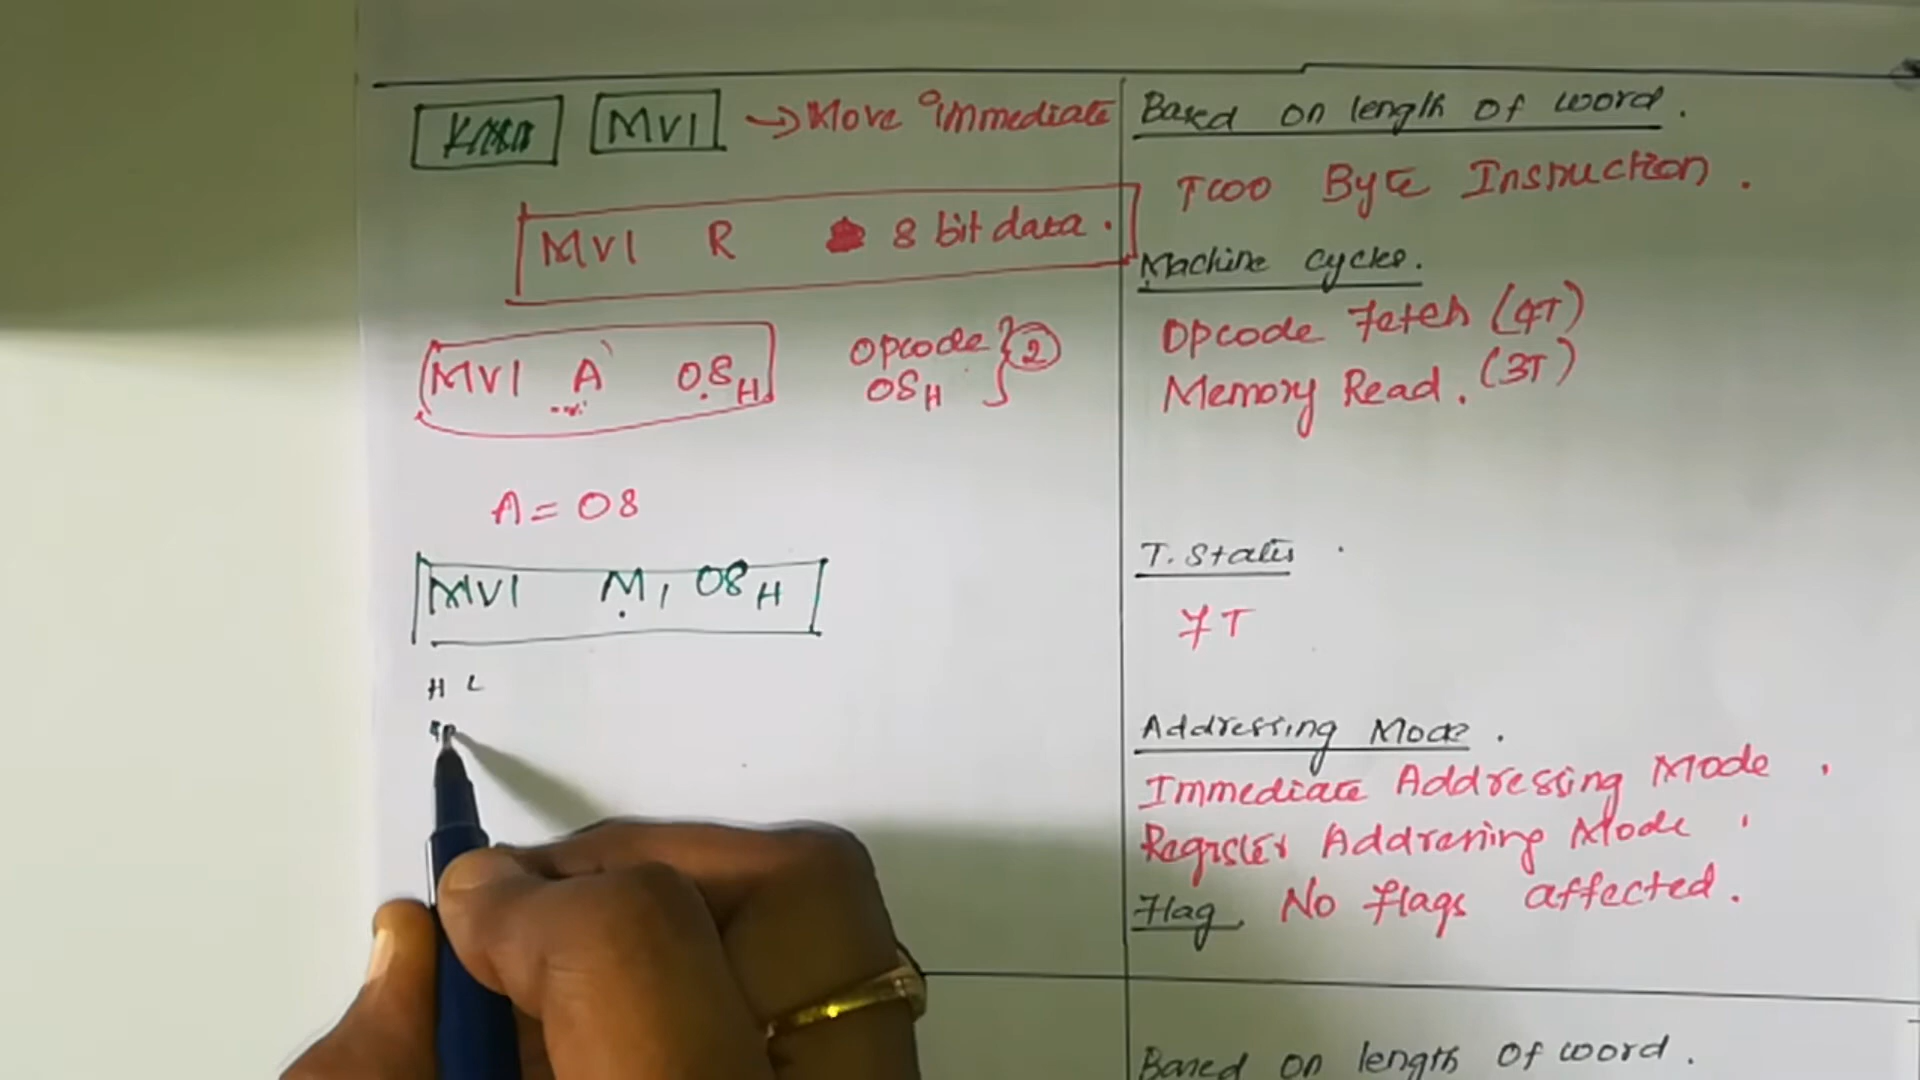 MVI → Move immediate
MVI R 8 bit data.
MVI A 08H
Opcode
08H } 2
A = 08
MVI M, 08H
H L
Based on length of word.
Two Byte Instruction.
Machine cycles.
Opcode Fetch (4T)
Memory Read. (3T)
T. States
7T
Addressing Mode.
Immediate Addressing Mode.
Register Addressing Mode.
Flag. No flags affected.
Based on length of word.